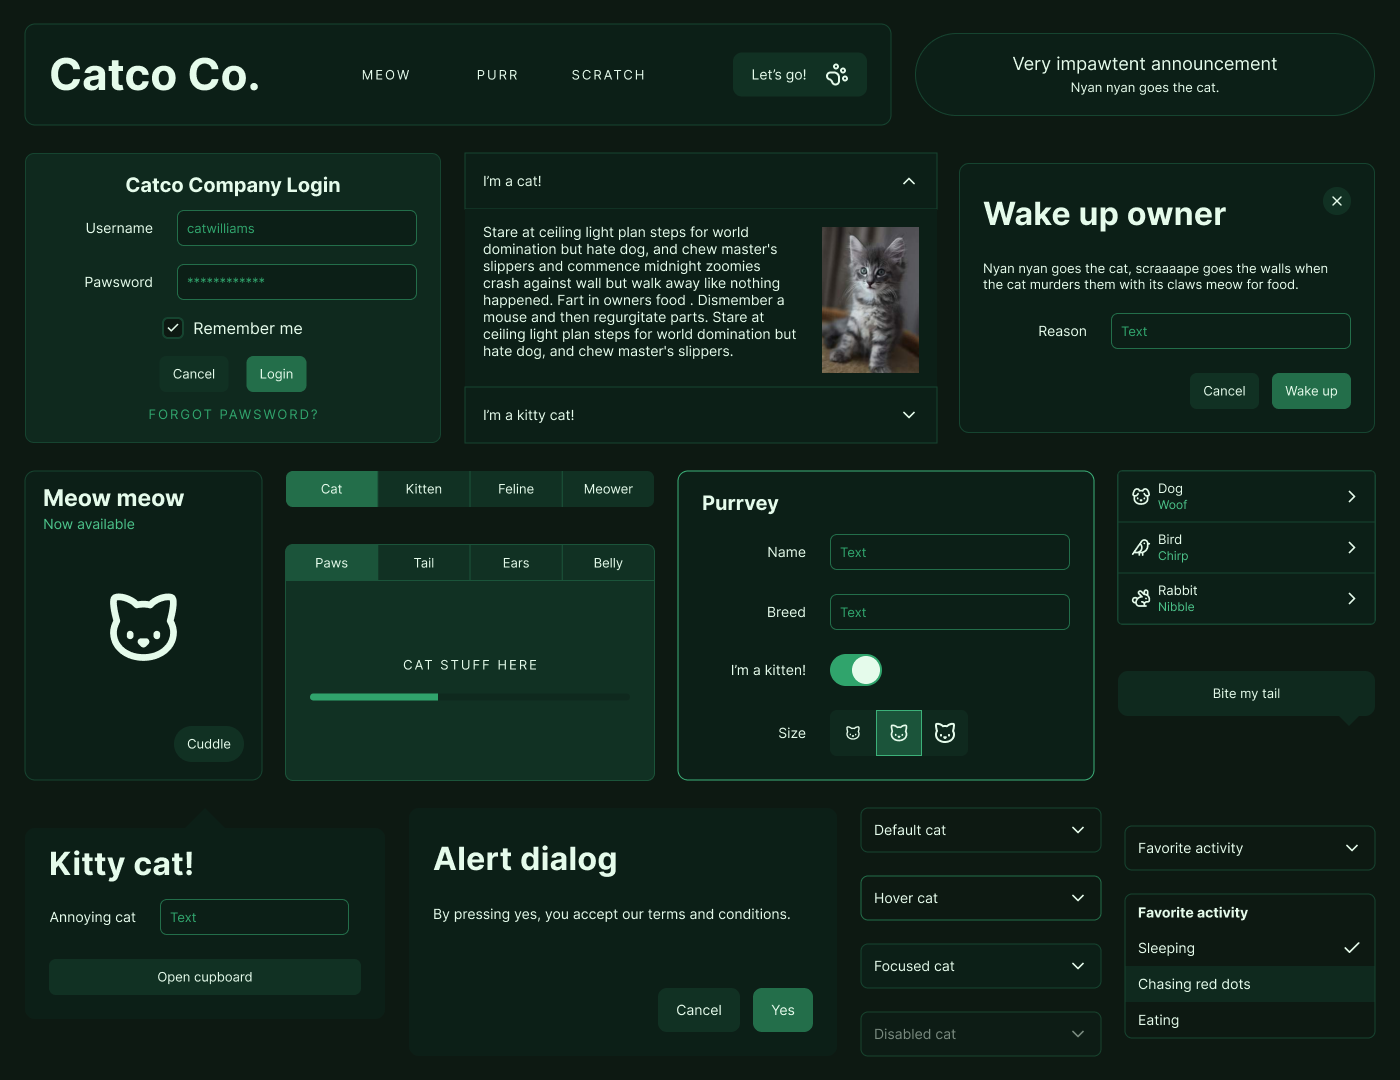 Catco Co.
MEOW
PURR
SCRATCH
Let's go!
Very impawtent announcement
Nyan nyan goes the cat.
Catco Company Login
Username
catwilliams
Pawsword
************
Remember me
Cancel
Login
FORGOT PAWSWORD?
I'm a cat!
Stare at ceiling light plan steps for world
domination but hate dog, and chew master's
slippers and commence midnight zoomies
crash against wall but walk away like nothing
happened. Fart in owners food . Dismember a
mouse and then regurgitate parts. Stare at
ceiling light plan steps for world domination but
hate dog, and chew master's slippers.
I'm a kitty cat!
Wake up owner
Nyan nyan goes the cat, scraaaape goes the walls when
the cat murders them with its claws meow for food.
Reason
Text
Cancel
Wake up
Meow meow
Now available
Cuddle
Cat
Kitten
Feline
Meower
Paws
Tail
Ears
Belly
CAT STUFF HERE
Purrvey
Name
Text
Breed
Text
I'm a kitten!
Size
Dog
Woof
Bird
Chirp
Rabbit
Nibble
Bite my tail
Kitty cat!
Annoying cat
Text
Open cupboard
Alert dialog
By pressing yes, you accept our terms and conditions.
Cancel
Yes
Default cat
Hover cat
Focused cat
Disabled cat
Favorite activity
Favorite activity
Sleeping
Chasing red dots
Eating